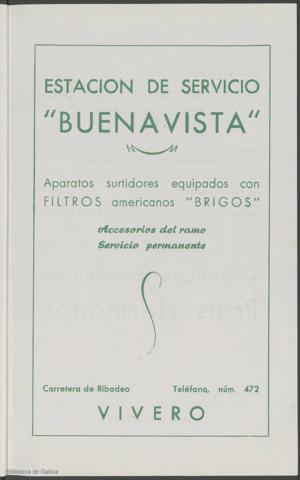 ESTACION DE SERVICIO
"BUENAVISTA"
Aparatos surtidores equipados con
FILTROS americanos "BRIGOS"
Accesorios del ramo
Servicio permanente
Carretera de Ribadeo Teléfono, núm. 472
VIVERO
Biblioteca de Galicia